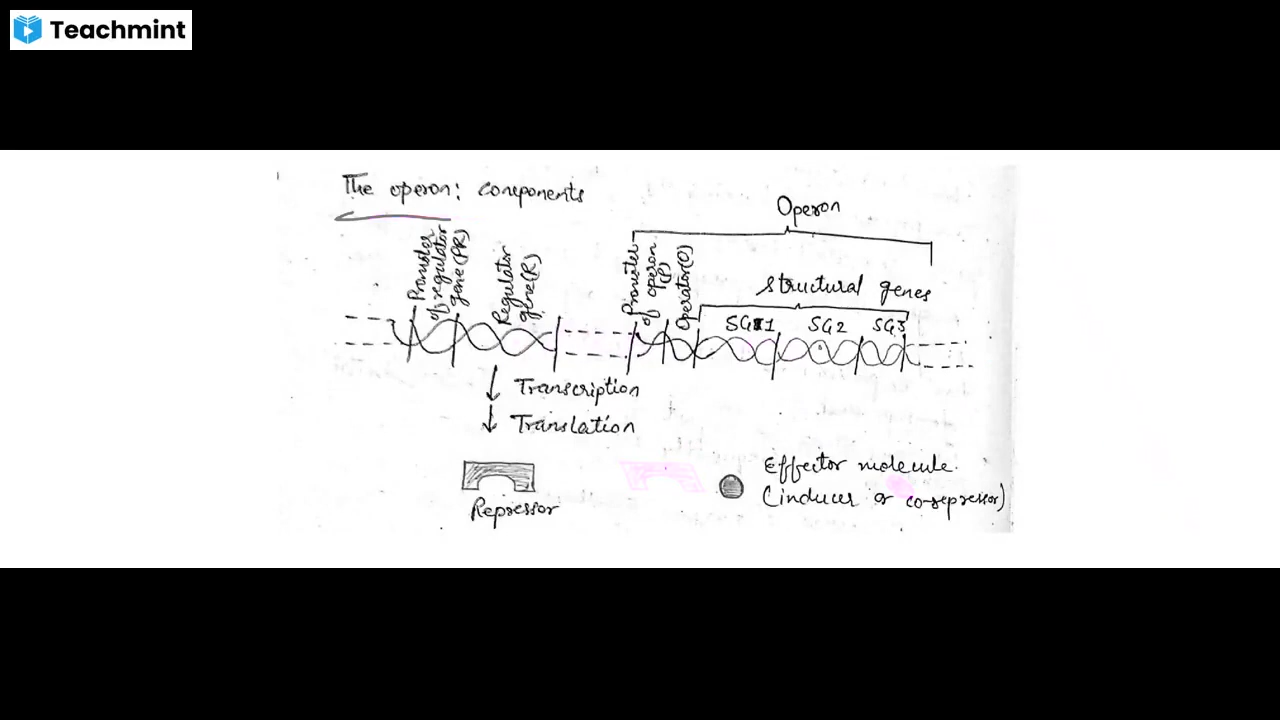 Teachmint
The operon: components
Operon
Promoter
of regulator
gene (PR)
Regulator
gene (R)
Promoter
of operon
(P)
Operator (O)
Structural genes
SG1
SG2
SG3
Transcription
Translation
Repressor
Effector molecule.
(inducer or co-repressor)